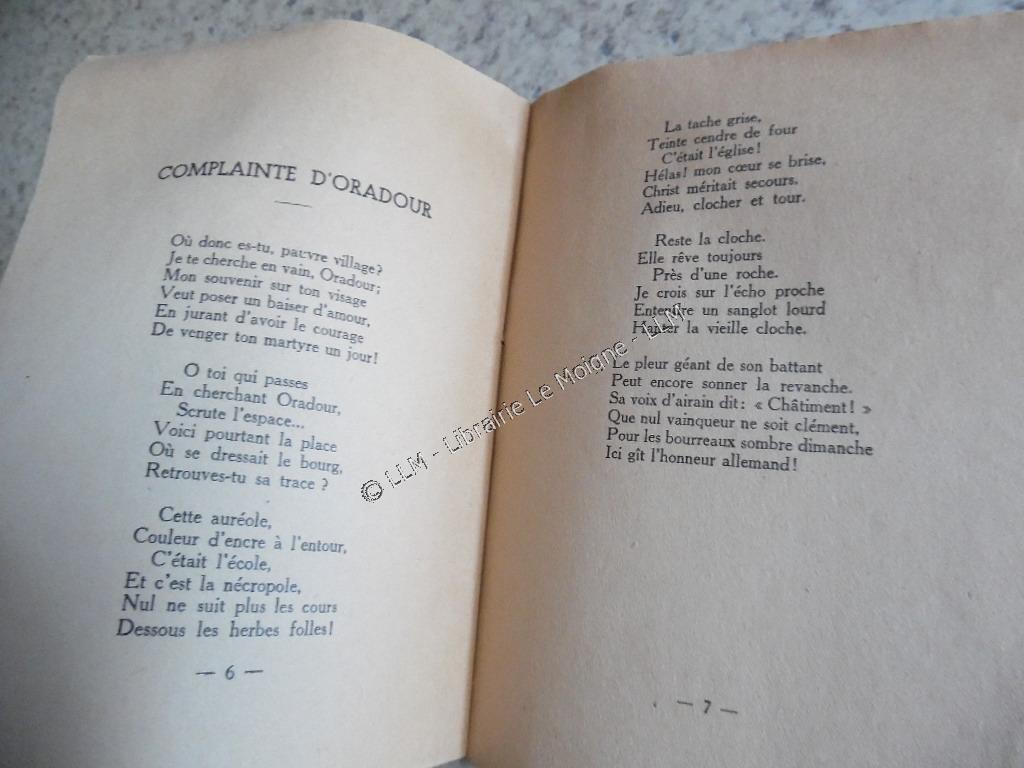 COMPLAINTE D'ORADOUR
Où donc es-tu, pauvre village?
Je te cherche en vain, Oradour;
Mon souvenir sur ton visage
Veut poser un baiser d'amour,
En jurant d'avoir le courage
De venger ton martyre un jour!
O toi qui passes
En cherchant Oradour,
Scrute l'espace...
Voici pourtant la place
Où se dressait le bourg,
Retrouves-tu sa trace ?
Cette auréole,
Couleur d'encre à l'entour,
C'était l'école,
Et c'est la nécropole,
Nul ne suit plus les cours
Dessous les herbes folles!
— 6 —
La tache grise,
Teinte cendre de four
C'était l'église!
Hélas! mon cœur se brise,
Christ méritait secours.
Adieu, clocher et tour.
Reste la cloche.
Elle rêve toujours
Près d'une roche.
Je crois sur l'écho proche
Entendre un sanglot lourd
Hanter la vieille cloche.
Le pleur géant de son battant
Peut encore sonner la revanche.
Sa voix d'airain dit: « Châtiment! »
Que nul vainqueur ne soit clément,
Pour les bourreaux sombre dimanche
Ici gît l'honneur allemand!
— 7 —
© LLM - Librairie Le Moigne - LLM